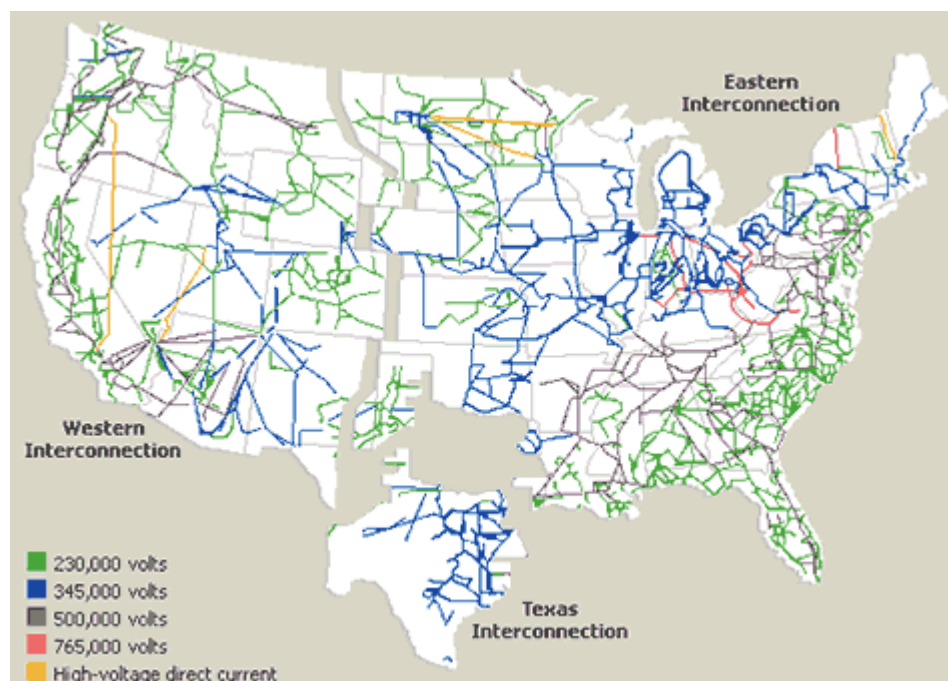 Eastern
Interconnection
Western
Interconnection
230,000 volts
345,000 volts
500,000 volts
765,000 volts
High-voltage direct current
Texas
Interconnection